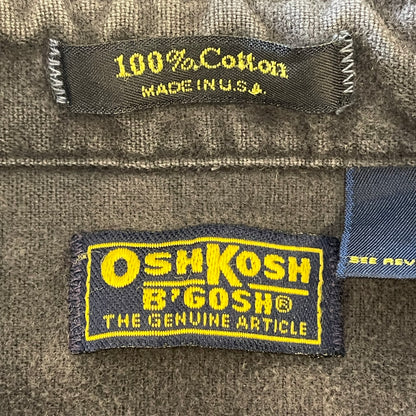 100% Cotton
MADE IN U.S.A.
SEE REV
OSHKOSH
B'GOSH®
THE GENUINE ARTICLE